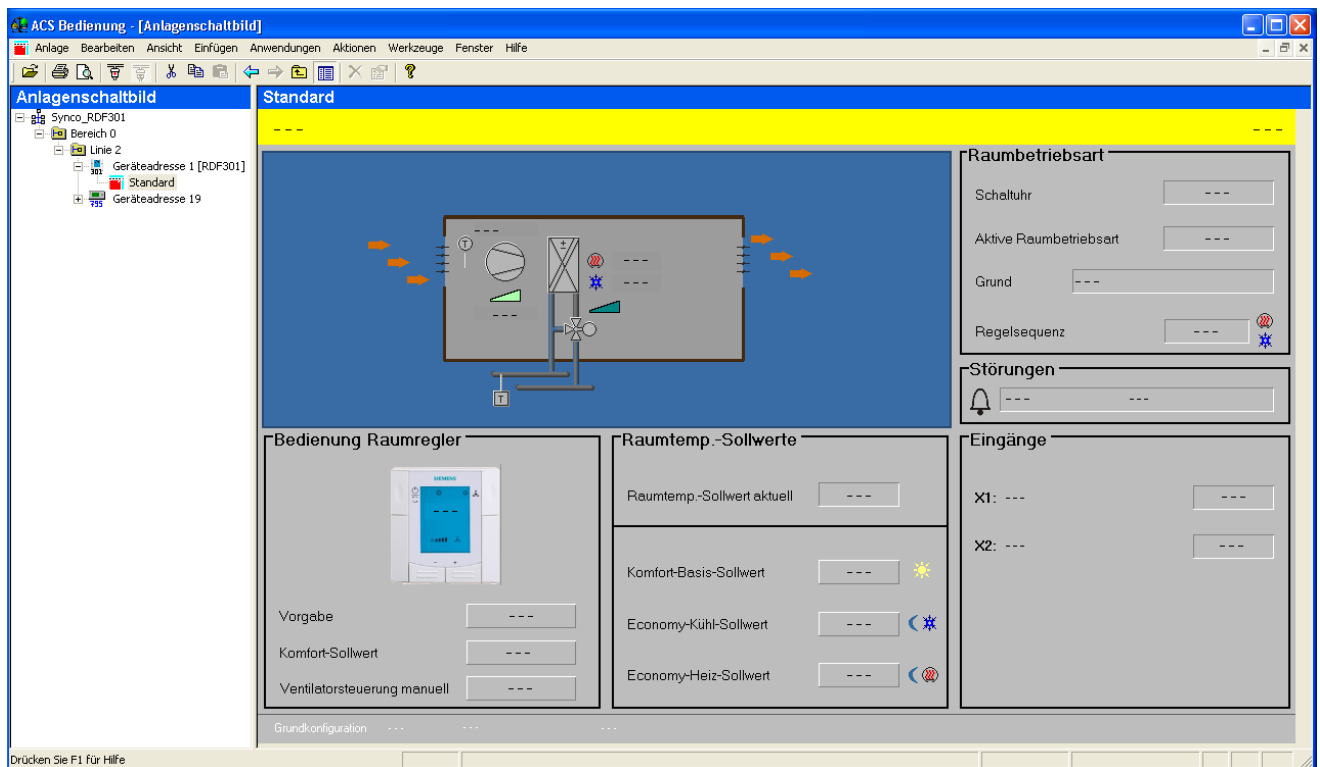 ACS Bedienung - [Anlagenschaltbild]
Anlage Bearbeiten Ansicht Einfügen Anwendungen Aktionen Werkzeuge Fenster Hilfe
Anlagenschaltbild
Synco_RDF301
Bereich 0
Linie 2
301
Geräteadresse 1 [RDF301]
Standard
795
Geräteadresse 19
Standard
--- ---
---
T
---
---
---
T
Raumbetriebsart
Schaltuhr ---
Aktive Raumbetriebsart ---
Grund ---
Regelsequenz ---
Störungen
--- ---
Bedienung Raumregler
SIEMENS
---
Vorgabe ---
Komfort-Sollwert ---
Ventilatorsteuerung manuell ---
Raumtemp.-Sollwerte
Raumtemp.-Sollwert aktuell ---
Komfort-Basis-Sollwert ---
Economy-Kühl-Sollwert ---
Economy-Heiz-Sollwert ---
Eingänge
X1: --- ---
X2: --- ---
Grundkonfiguration --- --- ---
Drücken Sie F1 für Hilfe